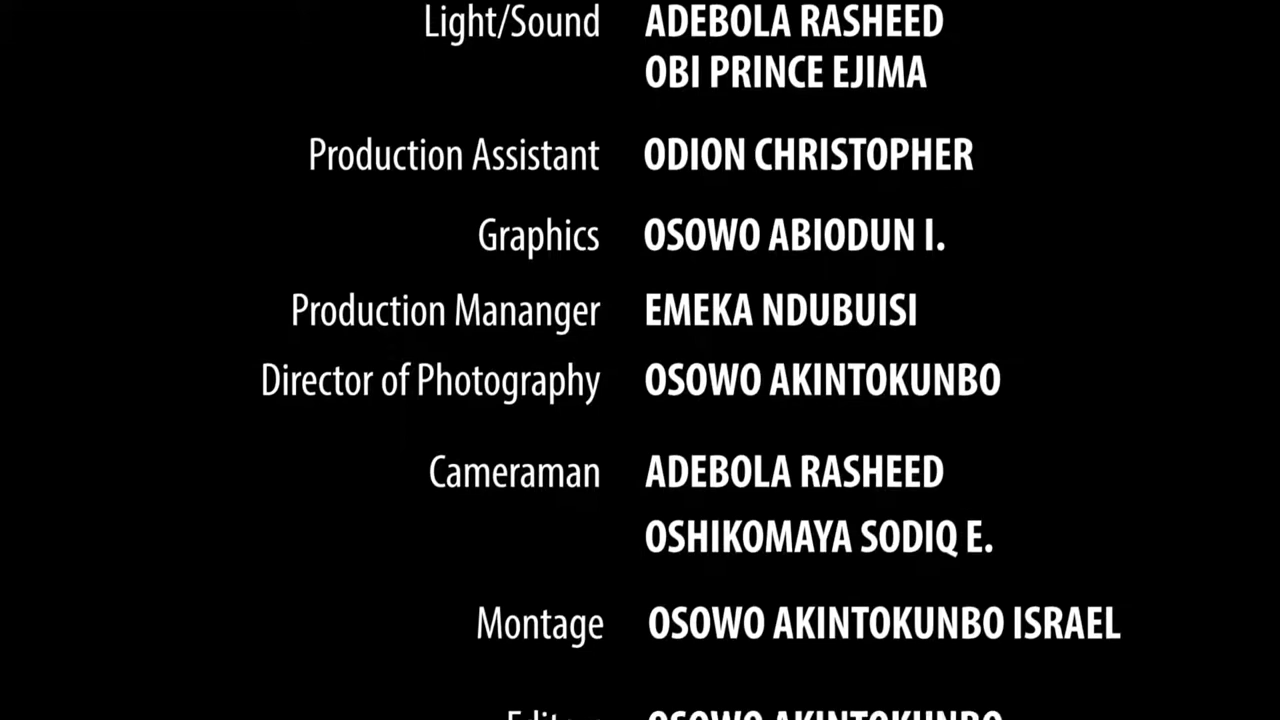 Light/Sound ADEBOLA RASHEED
OBI PRINCE EJIMA
Production Assistant ODION CHRISTOPHER
Graphics OSOWO ABIODUN I.
Production Mananger EMEKA NDUBUISI
Director of Photography OSOWO AKINTOKUNBO
Cameraman ADEBOLA RASHEED
OSHIKOMAYA SODIQ E.
Montage OSOWO AKINTOKUNBO ISRAEL
OSOWO AKINTOKUNBO